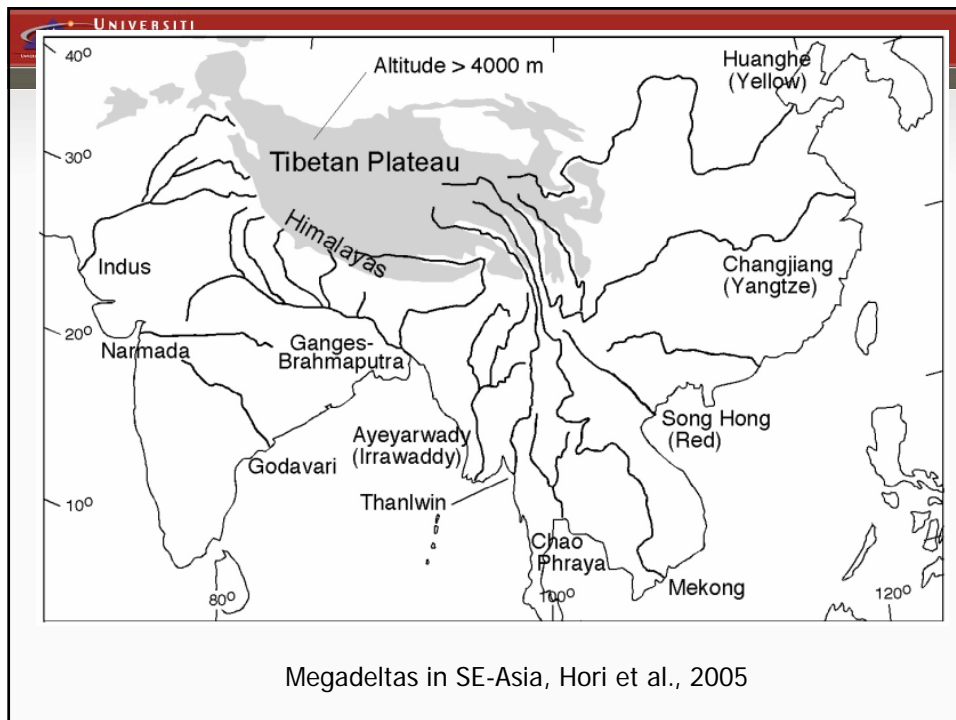 UNIVERSITI
40°
Altitude > 4000 m
Huanghe
(Yellow)
30°
Tibetan Plateau
Himalayas
Indus
Changjiang
(Yangtze)
20°
Narmada
Ganges-
Brahmaputra
Song Hong
(Red)
Ayeyarwady
(Irrawaddy)
Godavari
Thanlwin
10°
Chao
Phraya
Mekong
80°
100°
120°
Megadeltas in SE-Asia, Hori et al., 2005